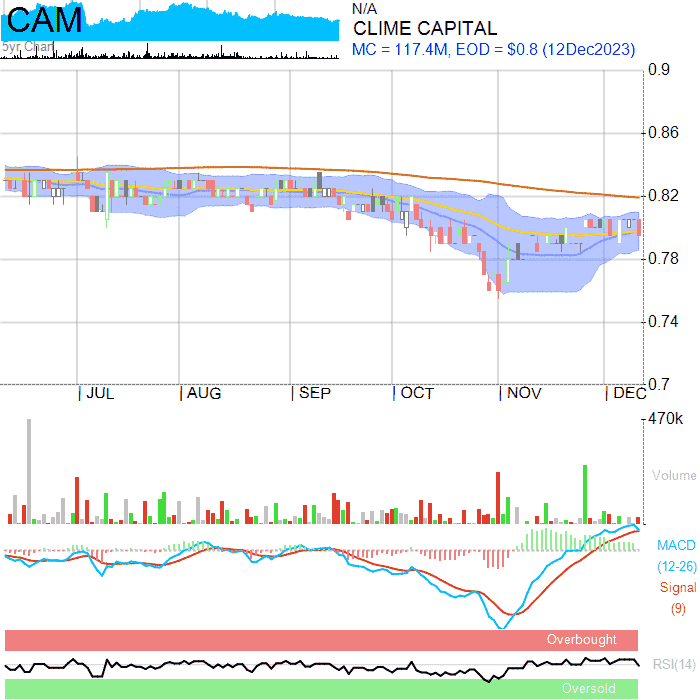 CAM
N/A
CLIME CAPITAL
5yr Chart
MC = 117.4M, EOD = $0.8 (12Dec2023)
0.9
0.86
0.82
0.78
0.74
0.7
JUL AUG SEP OCT NOV DEC
470k
Volume
MACD
(12-26)
Signal
(9)
Overbought
RSI(14)
Oversold